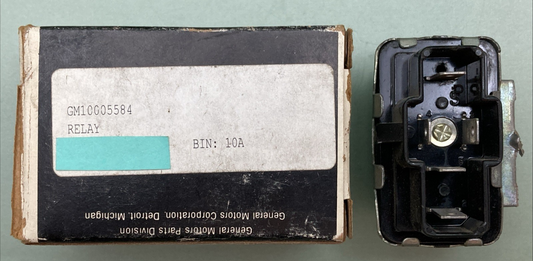 GM10005584
RELAY
BIN: 10A
General Motors Parts Division
General Motors Corporation, Detroit, Michigan